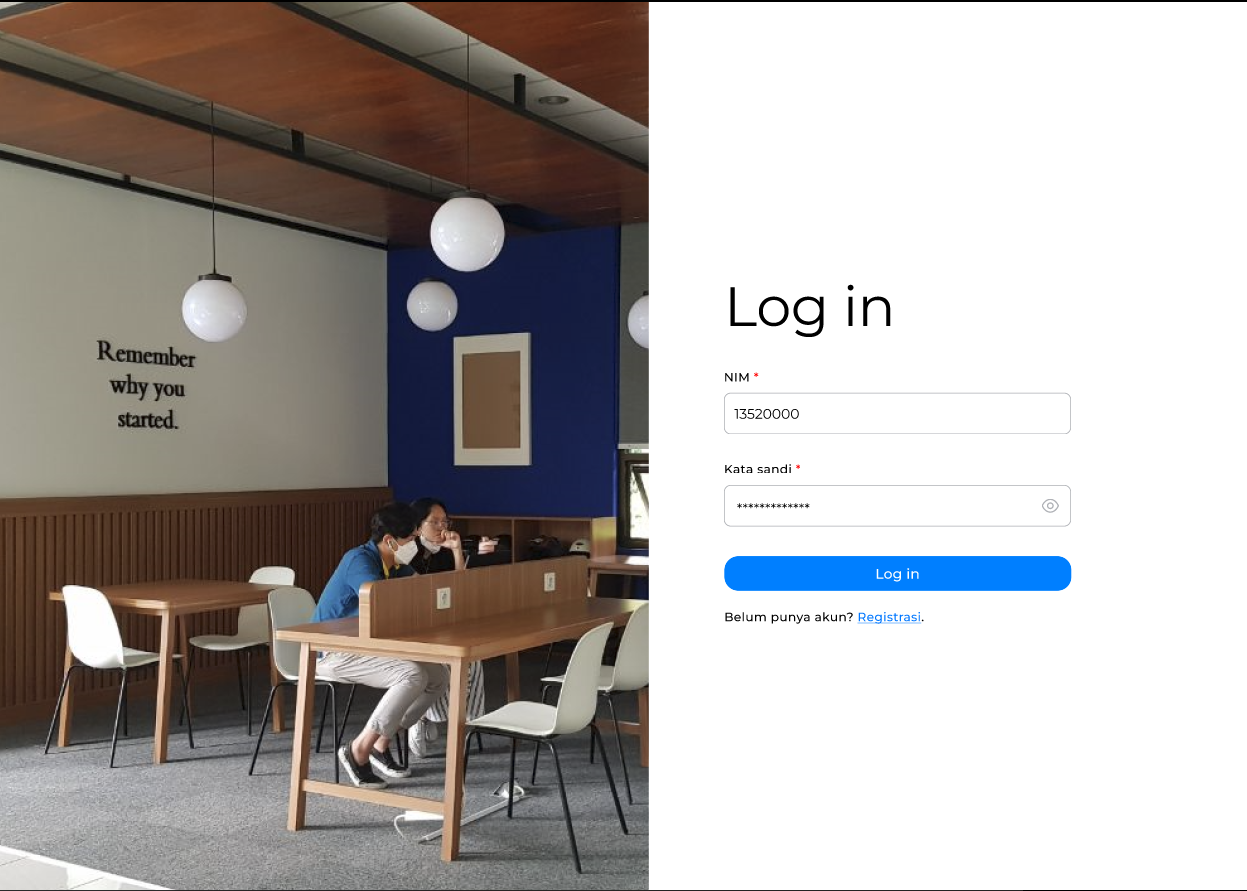 Remember
why you
started.
Log in
NIM *
13520000
Kata sandi *
*************
Log in
Belum punya akun? Registrasi.